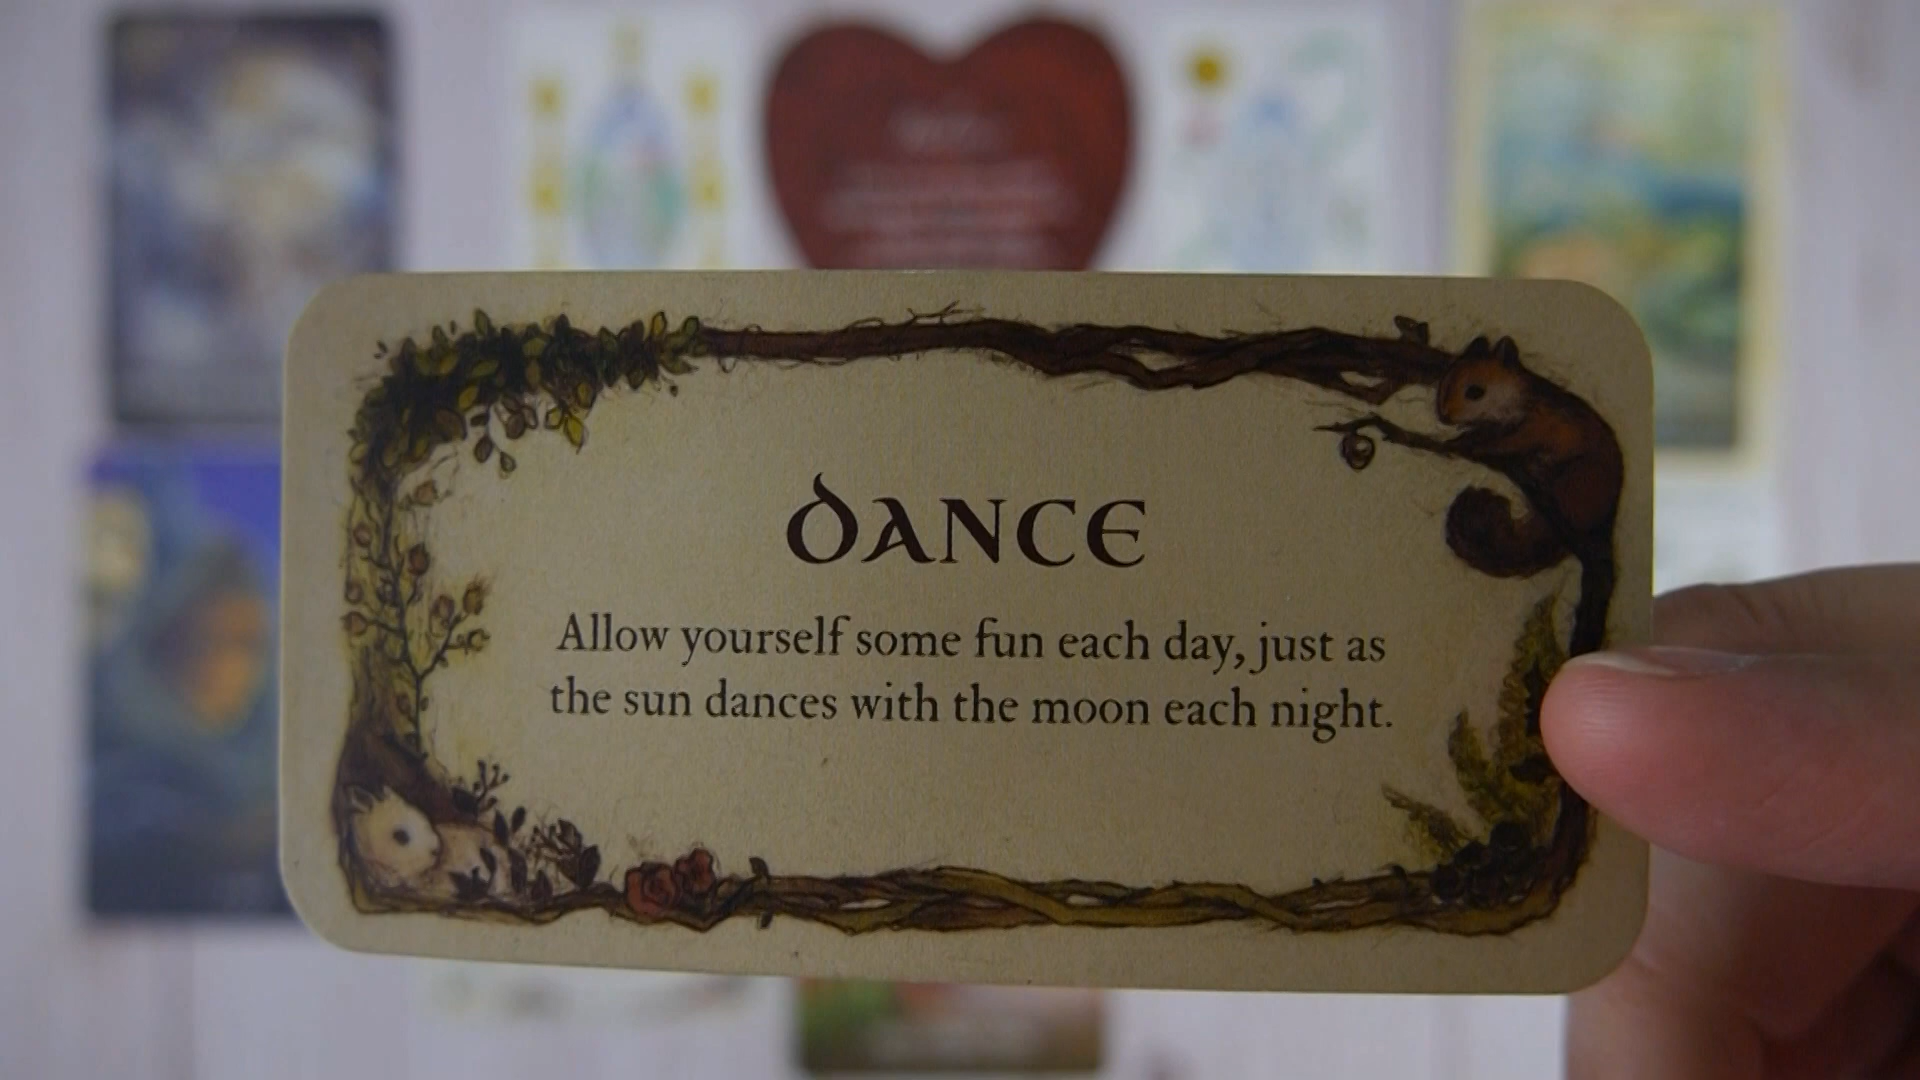 DANCE
Allow yourself some fun each day, just as
the sun dances with the moon each night.